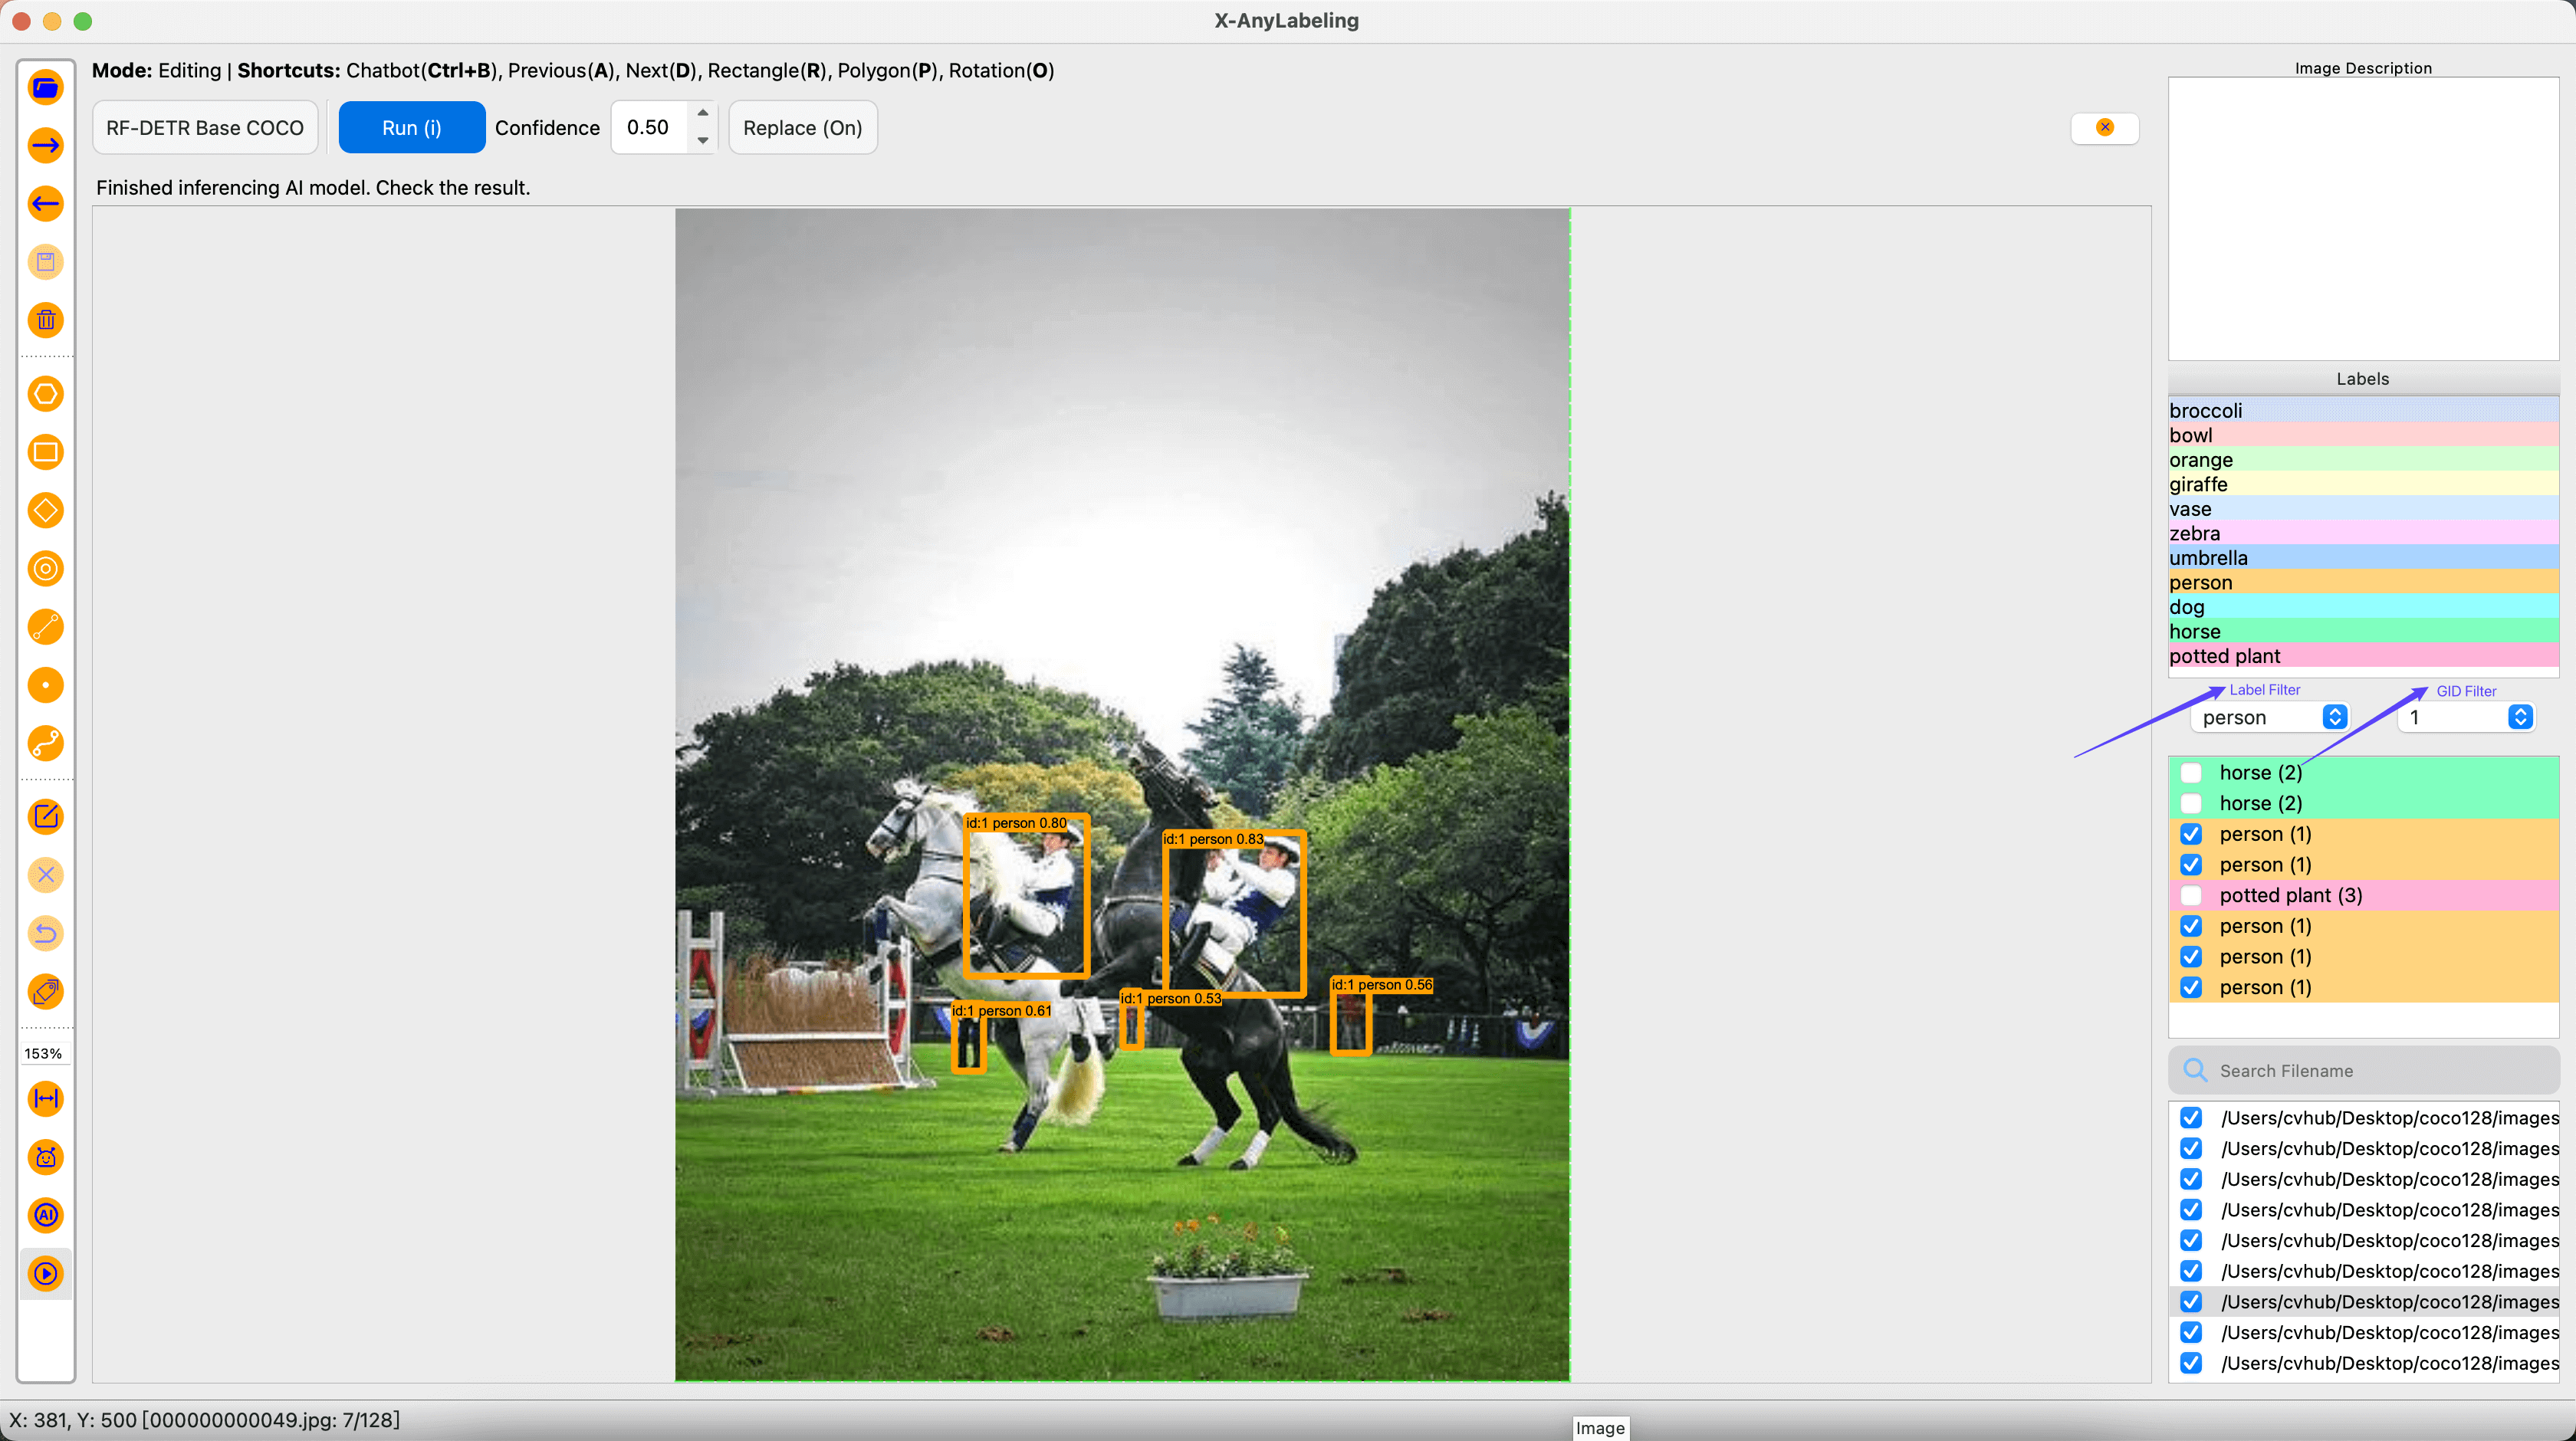 X-AnyLabeling
Mode: Editing | Shortcuts: Chatbot(Ctrl+B), Previous(A), Next(D), Rectangle(R), Polygon(P), Rotation(O)
RF-DETR Base COCO
Run (i)
Confidence
0.50
Replace (On)
Finished inferencing AI model. Check the result.
id:1 person 0.80
id:1 person 0.83
id:1 person 0.56
id:1 person 0.53
id:1 person 0.61
AI
153%
Image Description
Labels
broccoli
bowl
orange
giraffe
vase
zebra
umbrella
person
dog
horse
potted plant
Label Filter
GID Filter
person
1
horse (2)
horse (2)
person (1)
person (1)
potted plant (3)
person (1)
person (1)
person (1)
Search Filename
/Users/cvhub/Desktop/coco128/images
/Users/cvhub/Desktop/coco128/images
/Users/cvhub/Desktop/coco128/images
/Users/cvhub/Desktop/coco128/images
/Users/cvhub/Desktop/coco128/images
/Users/cvhub/Desktop/coco128/images
/Users/cvhub/Desktop/coco128/images
/Users/cvhub/Desktop/coco128/images
/Users/cvhub/Desktop/coco128/images
X: 381, Y: 500 [000000000049.jpg: 7/128]
Image